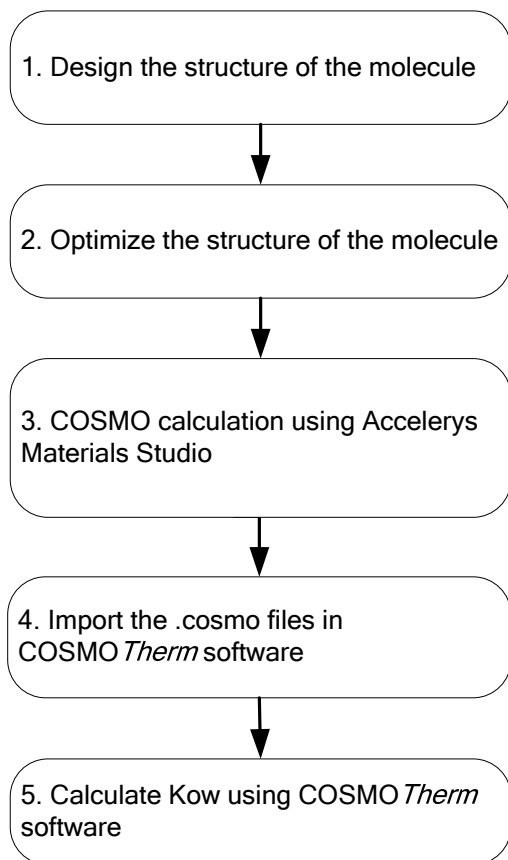 1. Design the structure of the molecule
2. Optimize the structure of the molecule
3. COSMO calculation using Accelerys
Materials Studio
4. Import the .cosmo files in
COSMOTherm software
5. Calculate Kow using COSMOTherm
software